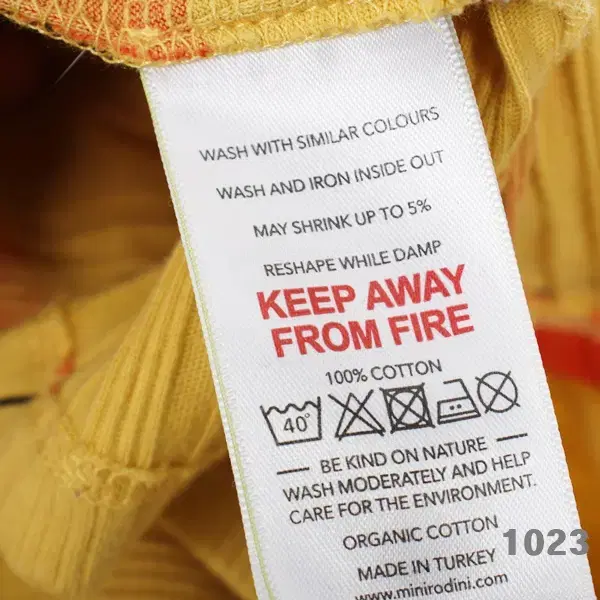 WASH WITH SIMILAR COLOURS
WASH AND IRON INSIDE OUT
MAY SHRINK UP TO 5%
RESHAPE WHILE DAMP
KEEP AWAY
FROM FIRE
100% COTTON
40°
BE KIND ON NATURE
WASH MODERATELY AND HELP
CARE FOR THE ENVIRONMENT.
ORGANIC COTTON
MADE IN TURKEY
www.minirodini.com
1023